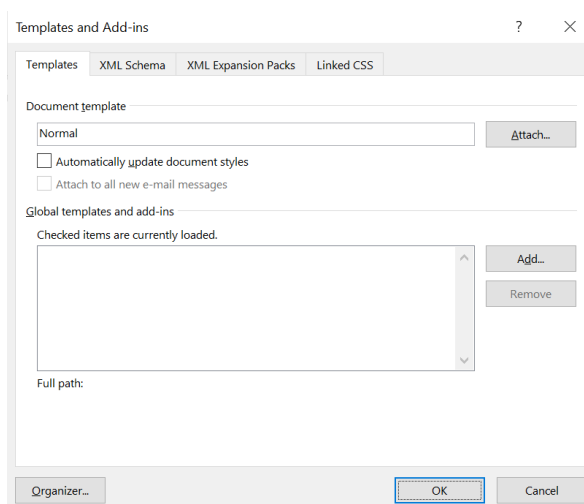 Templates and Add-ins ? ×
Templates XML Schema XML Expansion Packs Linked CSS
Document template
Normal Attach...
Automatically update document styles
Attach to all new e-mail messages
Global templates and add-ins
Checked items are currently loaded.
Add...
Remove
Full path:
Organizer... OK Cancel